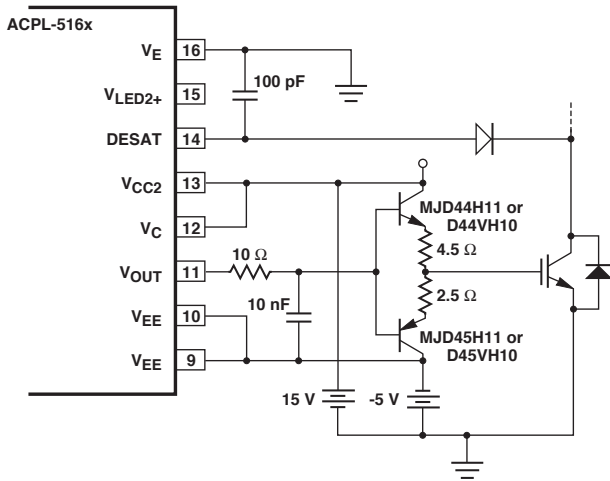 ACPL-516x
VE 16
VLED2+ 15
100 pF
DESAT 14
VCC2 13
VC 12
MJD44H11 or
D44VH10
4.5 Ω
10 Ω
VOUT 11
2.5 Ω
10 nF
VEE 10
MJD45H11 or
D45VH10
VEE 9
15 V
-5 V